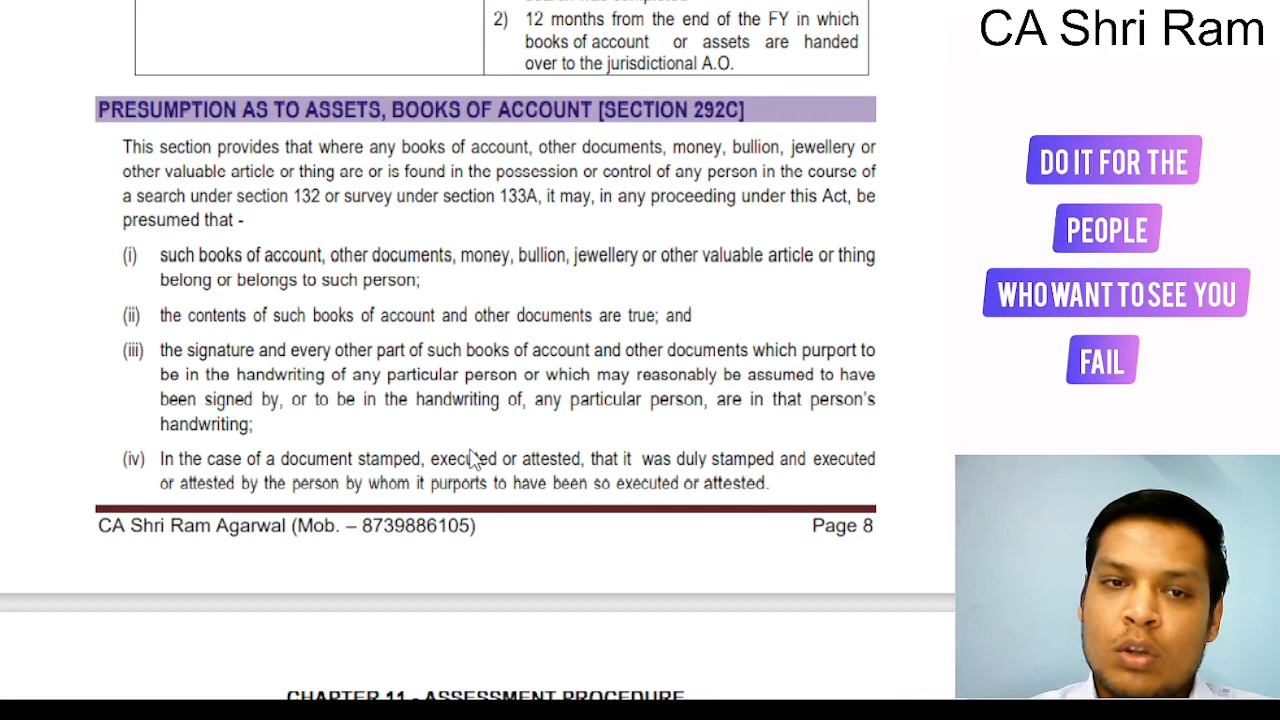 2) 12 months from the end of the FY in which
books of account or assets are handed
over to the jurisdictional A.O.
PRESUMPTION AS TO ASSETS, BOOKS OF ACCOUNT [SECTION 292C]
This section provides that where any books of account, other documents, money, bullion, jewellery or
other valuable article or thing are or is found in the possession or control of any person in the course of
a search under section 132 or survey under section 133A, it may, in any proceeding under this Act, be
presumed that -
(i) such books of account, other documents, money, bullion, jewellery or other valuable article or thing
belong or belongs to such person;
(ii) the contents of such books of account and other documents are true; and
(iii) the signature and every other part of such books of account and other documents which purport to
be in the handwriting of any particular person or which may reasonably be assumed to have
been signed by, or to be in the handwriting of, any particular person, are in that person's
handwriting;
(iv) In the case of a document stamped, executed or attested, that it was duly stamped and executed
or attested by the person by whom it purports to have been so executed or attested.
CA Shri Ram Agarwal (Mob. – 8739886105) Page 8
CHAPTER 11 - ASSESSMENT PROCEDURE
CA Shri Ram
DO IT FOR THE
PEOPLE
WHO WANT TO SEE YOU
FAIL